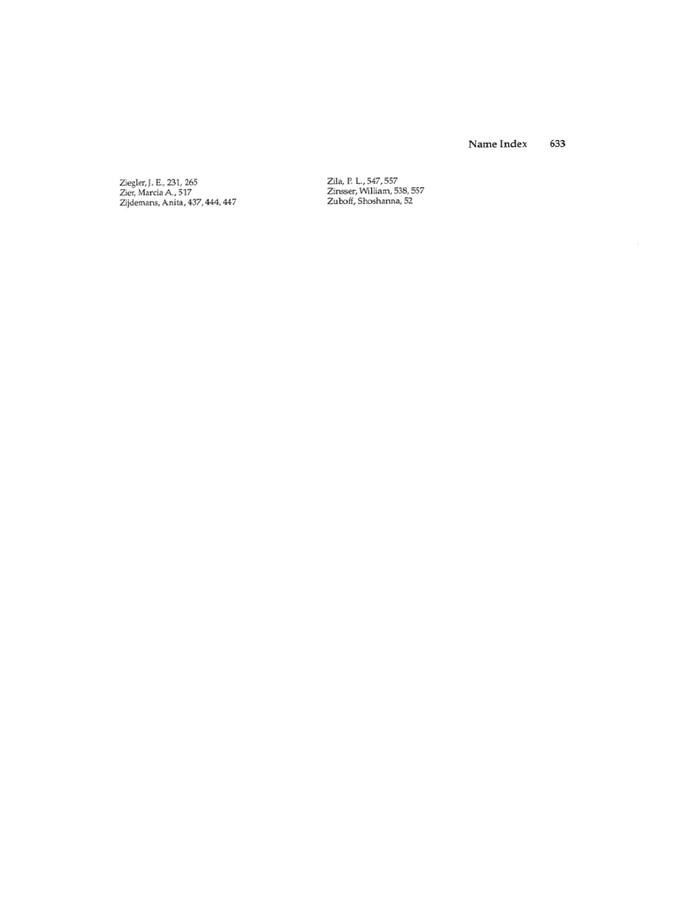 Name Index 633
Ziegler, J. E., 231, 265
Zier, Marcia A., 517
Zijdemans, Anita, 437, 444, 447
Zila, P. L., 547, 557
Zinsser, William, 538, 557
Zuboff, Shoshanna, 52